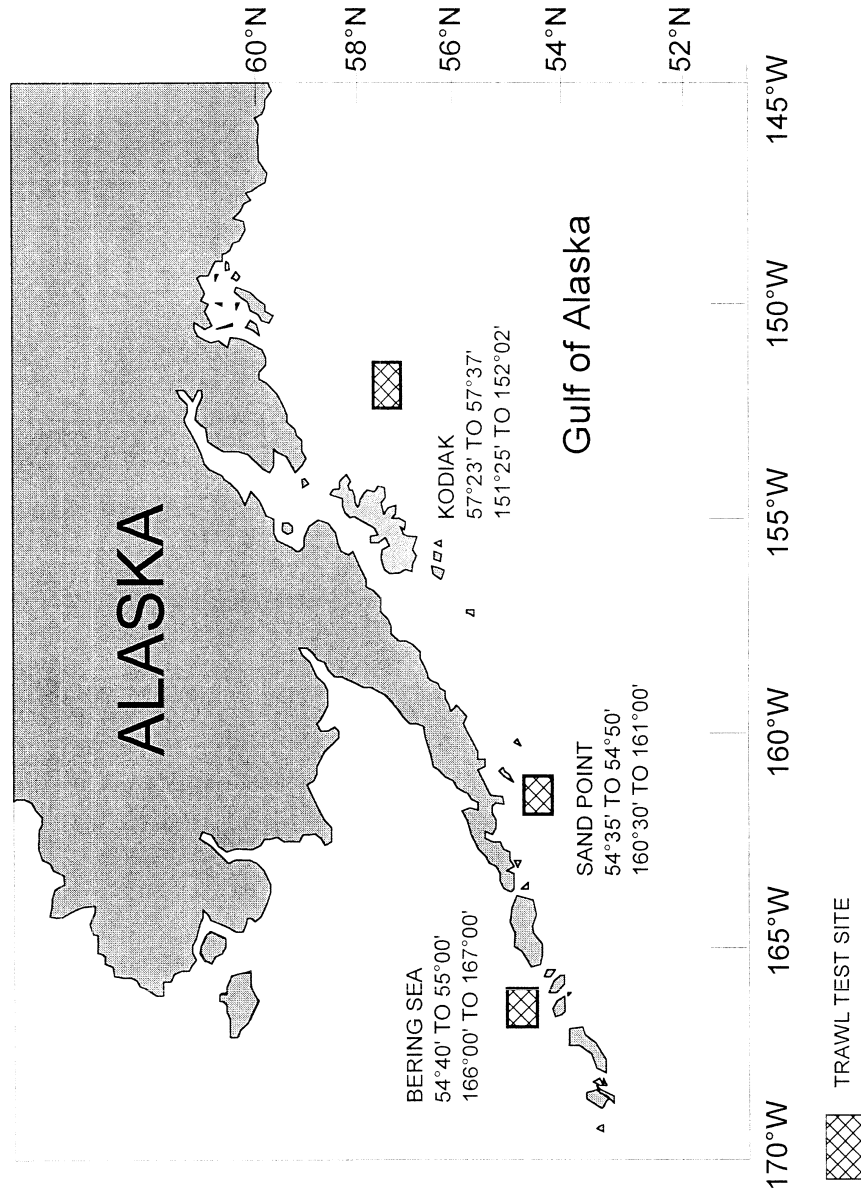 ALASKA
60°N
58°N
56°N
54°N
52°N
145°W
150°W
155°W
160°W
165°W
170°W
KODIAK
57°23' TO 57°37'
151°25' TO 152°02'
Gulf of Alaska
SAND POINT
54°35' TO 54°50'
160°30' TO 161°00'
BERING SEA
54°40' TO 55°00'
166°00' TO 167°00'
TRAWL TEST SITE